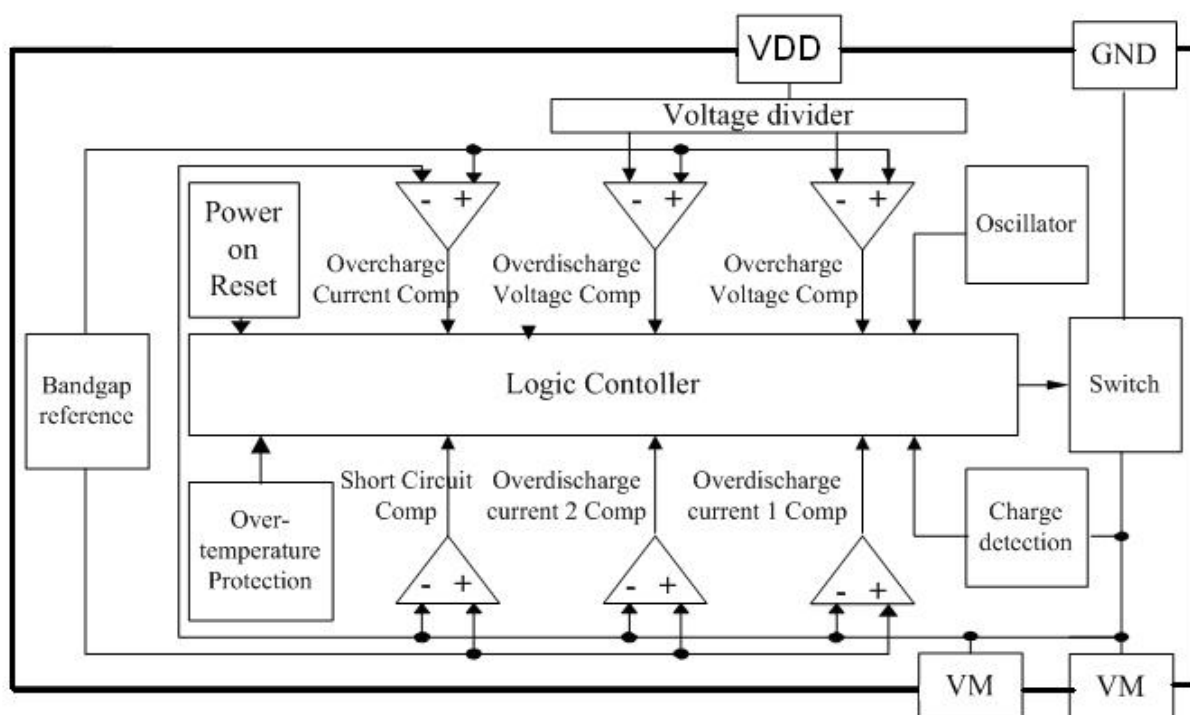 VDD
GND
Voltage divider
Power
on
Reset
- +
- +
- +
Oscillator
Overcharge
Current Comp
Overdischarge
Voltage Comp
Overcharge
Voltage Comp
Bandgap
reference
Logic Contoller
Switch
Over-
temperature
Protection
Short Circuit
Comp
Overdischarge
current 2 Comp
Overdischarge
current 1 Comp
Charge
detection
- +
- +
- +
VM
VM